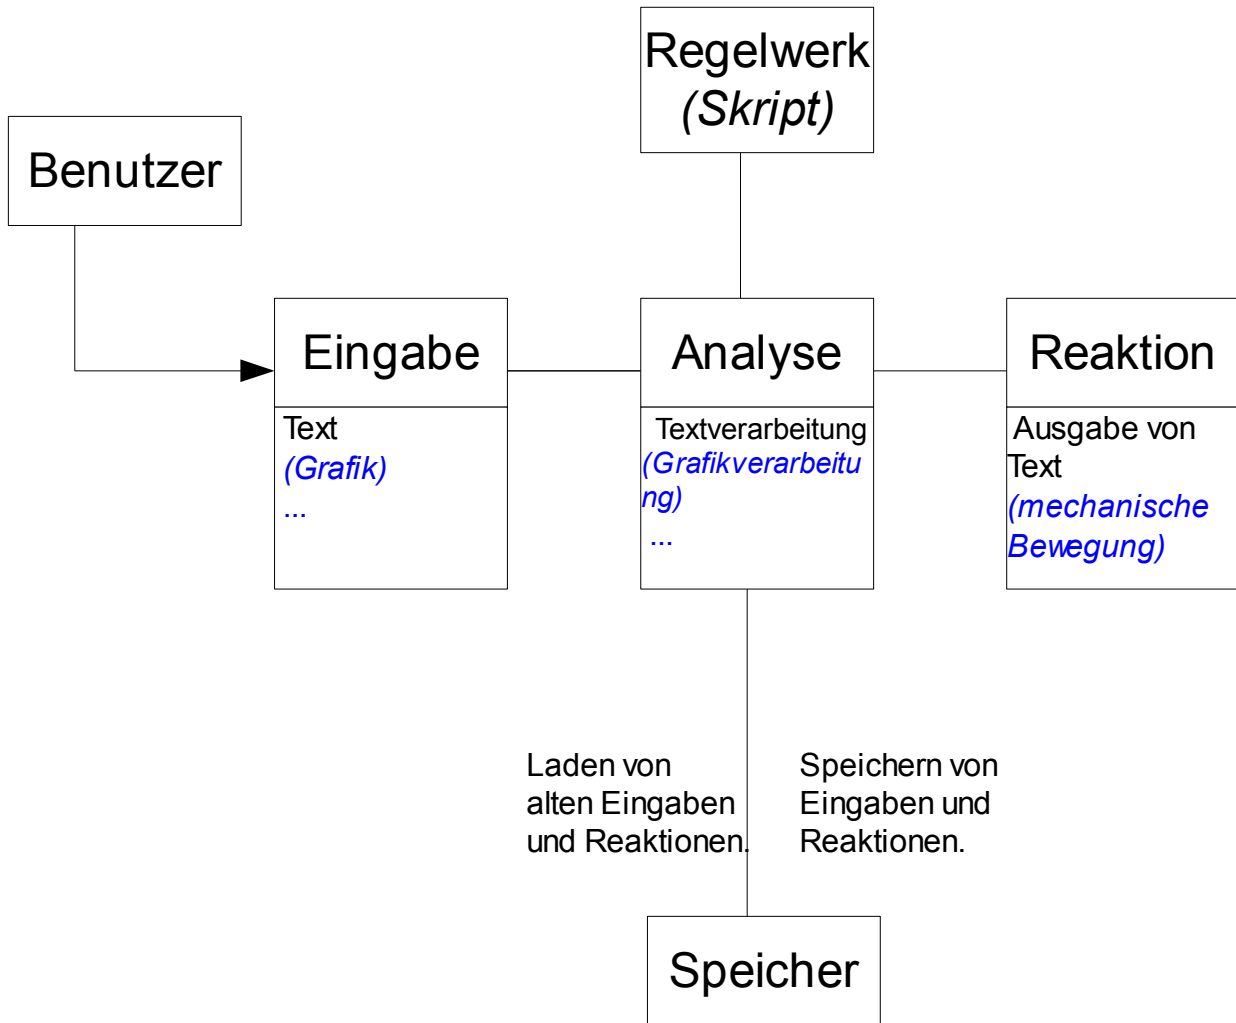 Regelwerk
(Skript)
Benutzer
Eingabe
Text
(Grafik)
...
Analyse
Textverarbeitung
(Grafikverarbeitu
ng)
...
Reaktion
Ausgabe von
Text
(mechanische
Bewegung)
Laden von
alten Eingaben
und Reaktionen.
Speichern von
Eingaben und
Reaktionen.
Speicher